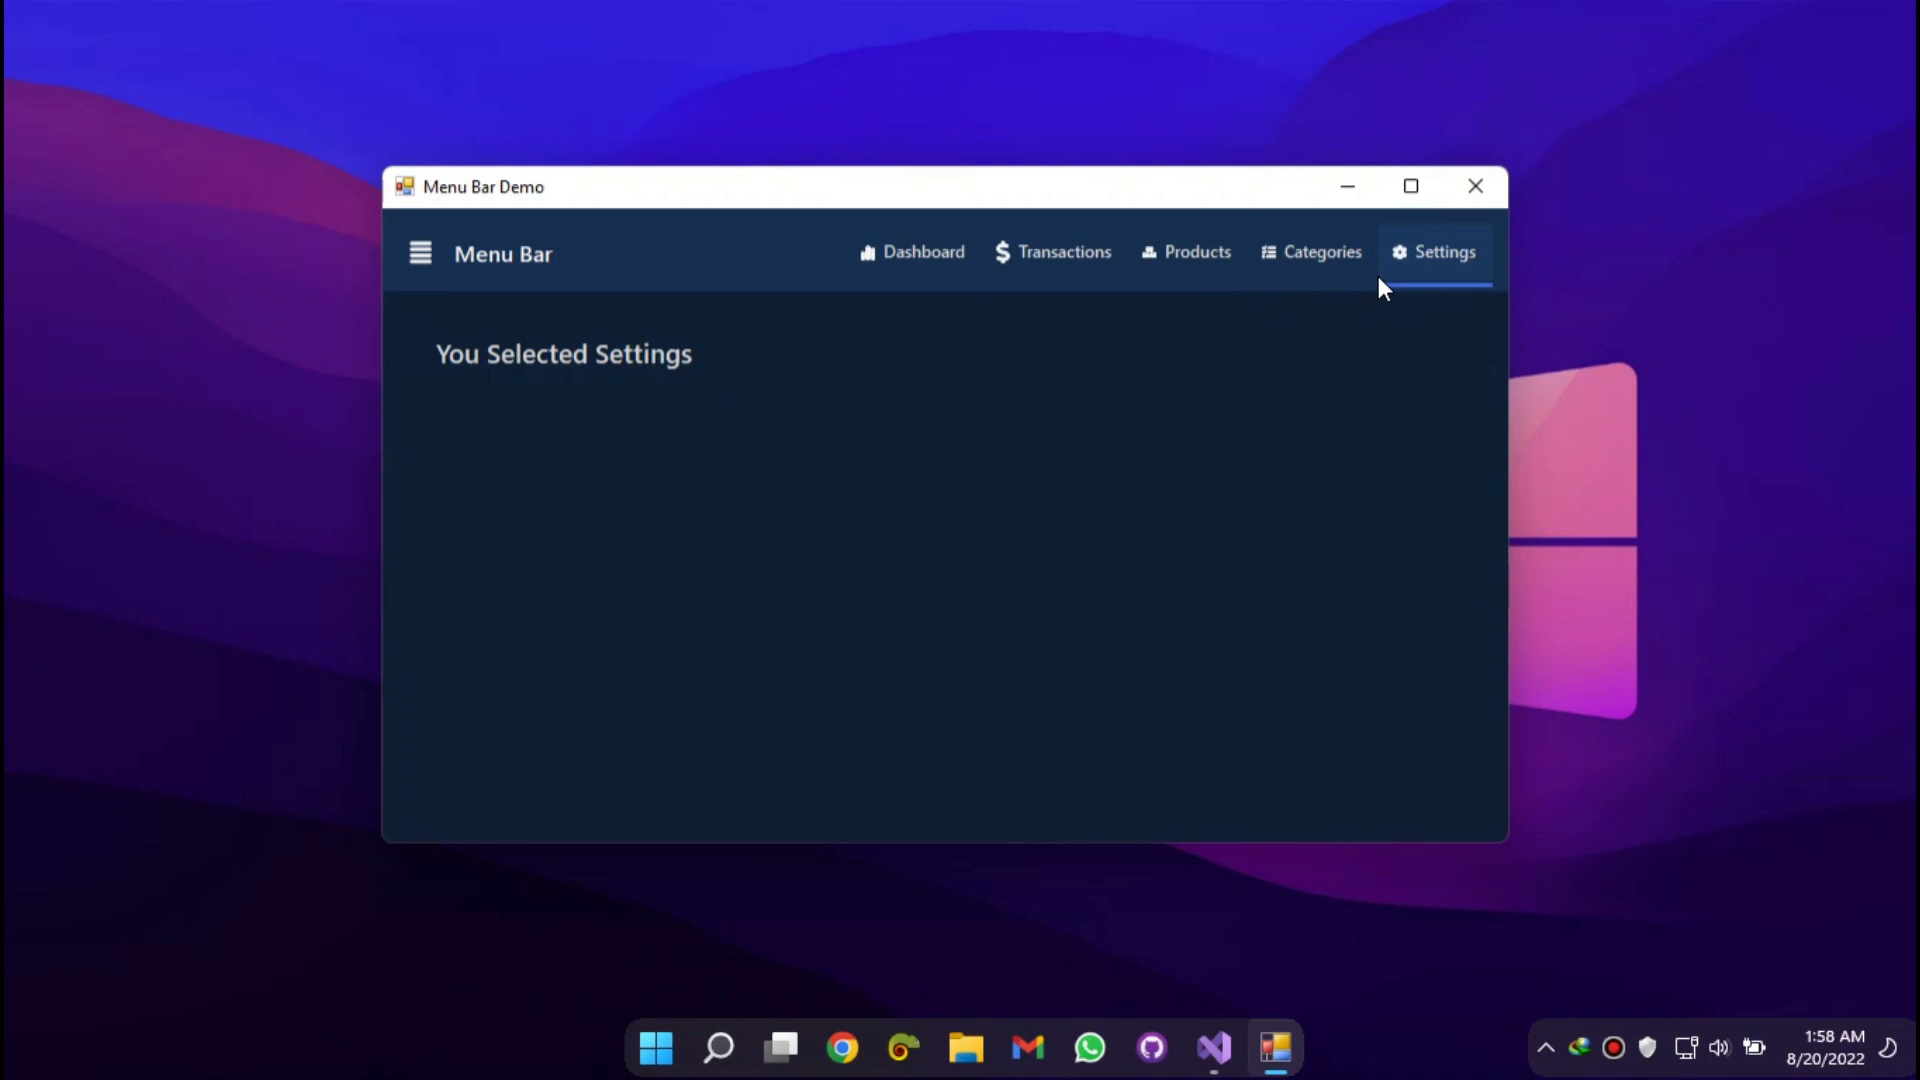 Menu Bar Demo
Menu Bar
Dashboard
Transactions
Products
Categories
Settings
You Selected Settings
1:58 AM
8/20/2022